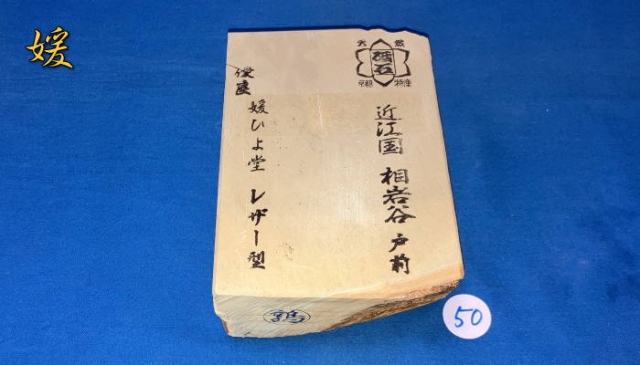 媛
天然
砥石
近江国 相岩谷 戸前
媛ひよ堂 レザー型
50